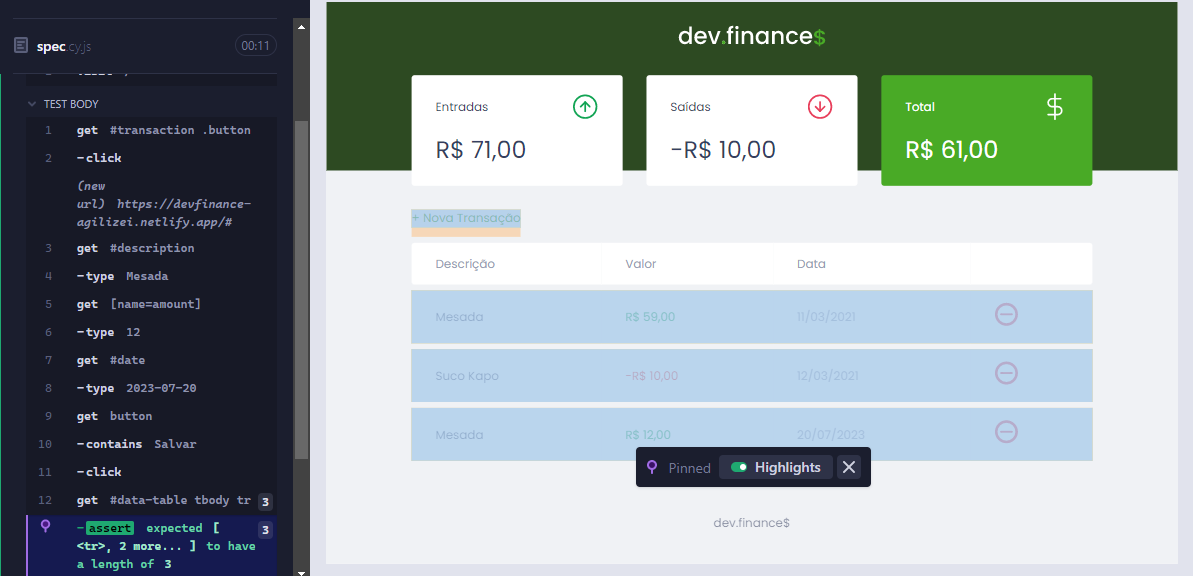 spec.cy.js
00:11
TEST BODY
1 get #transaction .button
2 -click
(new
url) https://devfinance-
agilizei.netlify.app/#
3 get #description
4 -type Mesada
5 get [name=amount]
6 -type 12
7 get #date
8 -type 2023-07-20
9 get button
10 -contains Salvar
11 -click
12 get #data-table tbody tr 3
-assert expected [ 3
<tr>, 2 more... ] to have
a length of 3
dev.finance$
Entradas
R$ 71,00
Saídas
-R$ 10,00
Total $
R$ 61,00
+ Nova Transação
Descrição Valor Data
Mesada R$ 59,00 11/03/2021
Suco Kapo -R$ 10,00 12/03/2021
Mesada R$ 12,00 20/07/2023
Pinned Highlights
dev.finance$